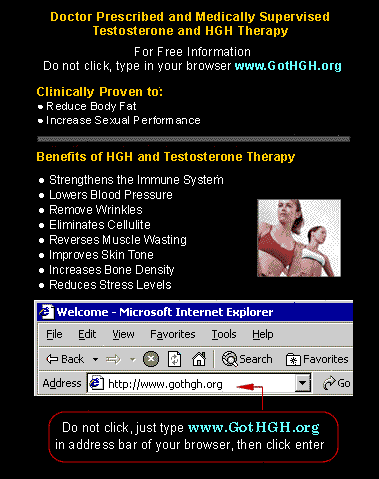 Doctor Prescribed and Medically Supervised
Testosterone and HGH Therapy
For Free Information
Do not click, type in your browser www.GotHGH.org
Clinically Proven to:
● Reduce Body Fat
● Increase Sexual Performance
Benefits of HGH and Testosterone Therapy
● Strengthens the Immune System
● Lowers Blood Pressure
● Remove Wrinkles
● Eliminates Cellulite
● Reverses Muscle Wasting
● Improves Skin Tone
● Increases Bone Density
● Reduces Stress Levels
Welcome - Microsoft Internet Explorer
File Edit View Favorites Tools Help
Back Search Favorites
Address http://www.gothgh.org Go
Do not click, just type www.GotHGH.org
in address bar of your browser, then click enter